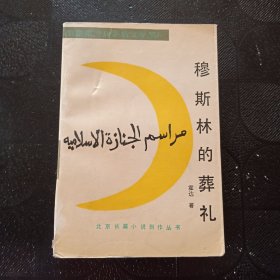 穆斯林的葬礼
霍达 著
مراسم الجنازة الاسلاميه
北京长篇小说创作丛书